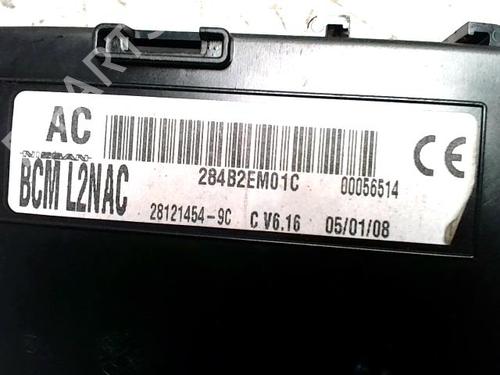 AC
NISSAN
BCM L2NAC
284B2EM01C 00056514
28121454-9C C V6.16 05/01/08
CE